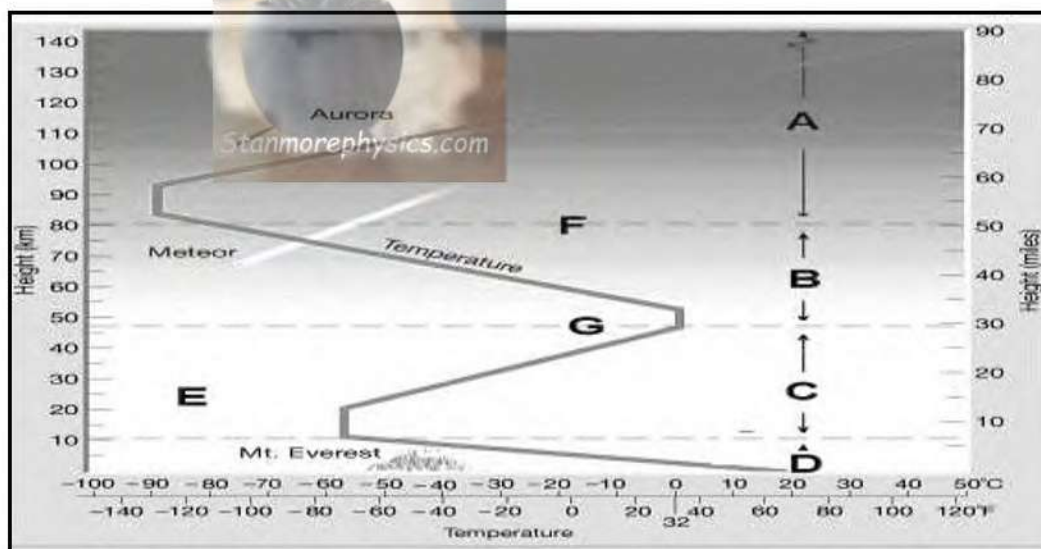 140
130
120
110
100
90
80
70
60
50
40
30
20
10
Height (km)
90
80
70
60
50
40
30
20
10
Height (miles)
Aurora
Stanmorephysics.com
A
F
Meteor
Temperature
B
G
E
C
Mt. Everest
D
-100 -90 -80 -70 -60 -50 -40 -30 -20 -10 0 10 20 30 40 50°C
-140 -120 -100 -80 -60 -40 -20 0 20 32 40 60 80 100 120°F
Temperature